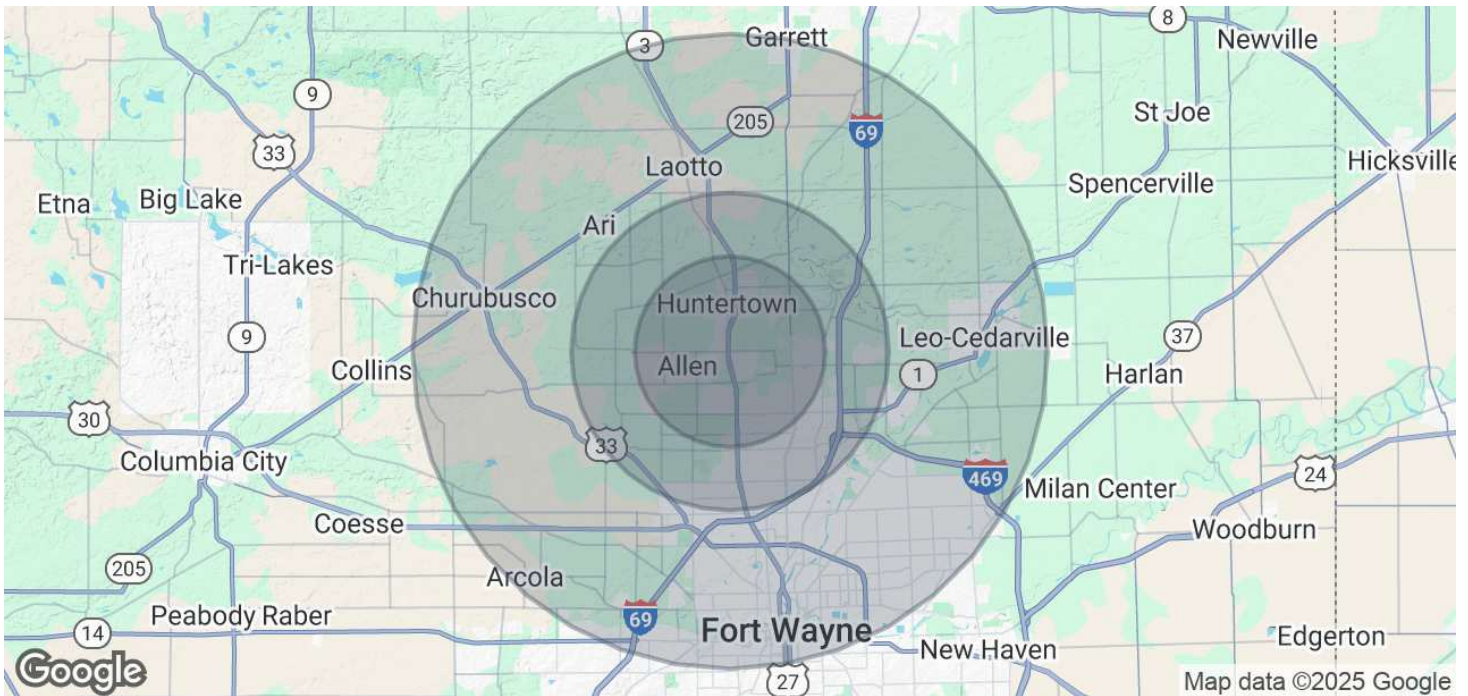 8
Newville
3
Garrett
9
205
St Joe
69
33
Laotto
Hicksville
Etna
Big Lake
Spencerville
Ari
Tri-Lakes
Churubusco
Huntertown
9
Leo-Cedarville
37
Collins
Allen
1
Harlan
30
33
Columbia City
469
24
Milan Center
Coesse
Woodburn
205
Arcola
Peabody Raber
69
14
Fort Wayne
New Haven
Edgerton
Google
27
Map data ©2025 Google